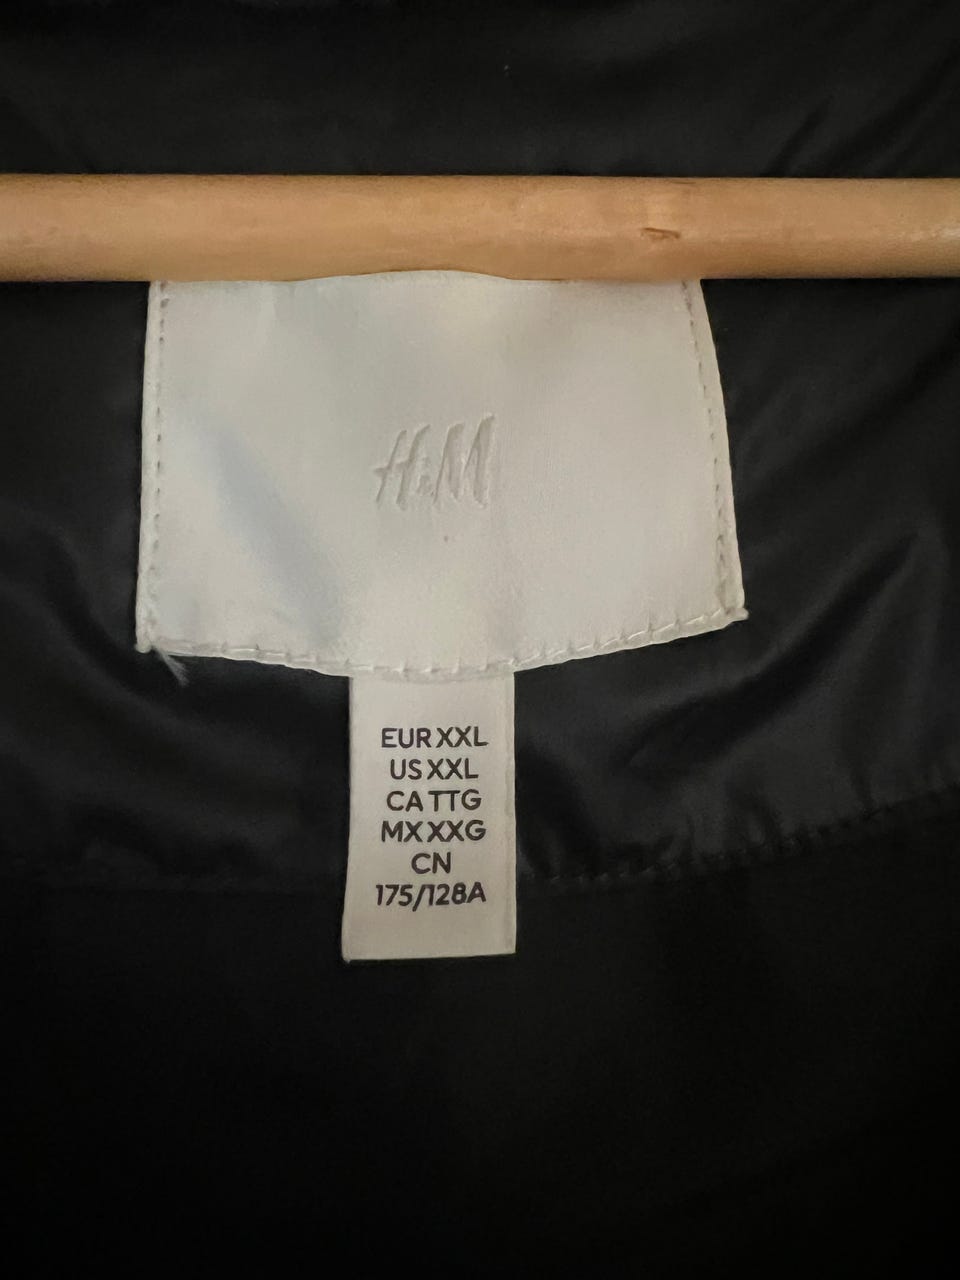 H&M
EUR XXL
US XXL
CA TTG
MX XXG
CN
175/128A